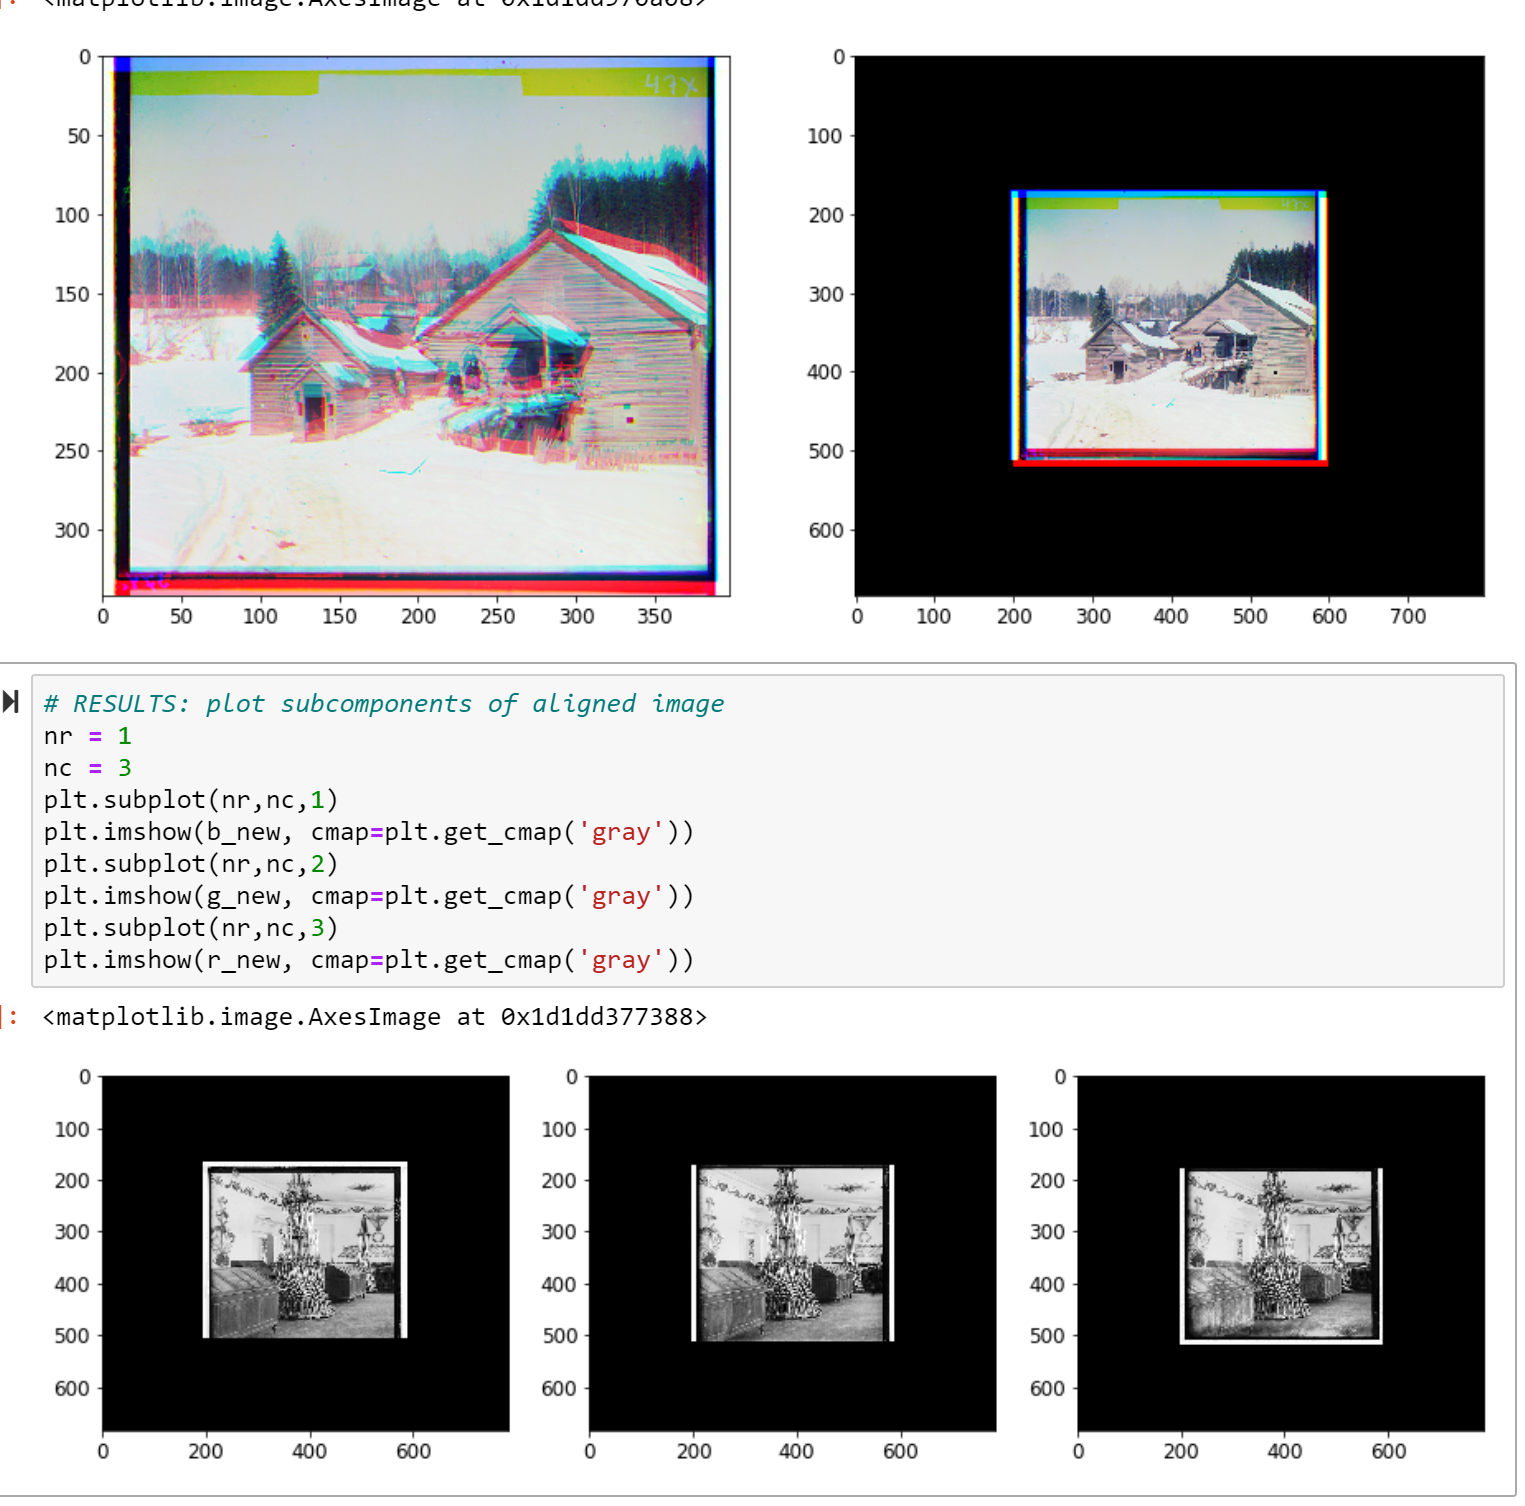 <matplotlib.image.AxesImage at
0 50 100 150 200 250 300
0 50 100 150 200 250 300 350
47x
0 100 200 300 400 500 600
0 100 200 300 400 500 600 700
# RESULTS: plot subcomponents of aligned image
nr = 1
nc = 3
plt.subplot(nr,nc,1)
plt.imshow(b_new, cmap=plt.get_cmap('gray'))
plt.subplot(nr,nc,2)
plt.imshow(g_new, cmap=plt.get_cmap('gray'))
plt.subplot(nr,nc,3)
plt.imshow(r_new, cmap=plt.get_cmap('gray'))
]: <matplotlib.image.AxesImage at 0x1d1dd377388>
0 100 200 300 400 500 600
0 200 400 600
0 100 200 300 400 500 600
0 200 400 600
0 100 200 300 400 500 600
0 200 400 600